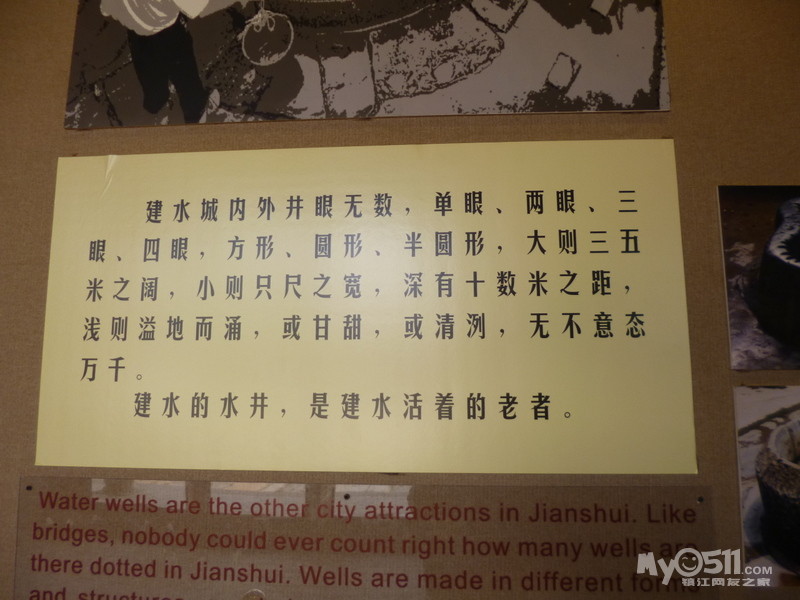 建水城内外井眼无数，单眼、两眼、三
眼、四眼，方形、圆形、半圆形，大则三五
米之阔，小则只尺之宽，深有十数米之距，
浅则溢地而涌，或甘甜，或清洌，无不意态
万千。
建水的水井，是建水活着的老者。
Water wells are the other city attractions in Jianshui. Like
bridges, nobody could ever count right how many wells are
there dotted in Jianshui. Wells are made in different forms
and structures
MyO511.com
镇江网友之家